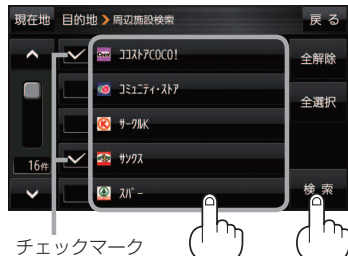 現在地 目的地 > 周辺施設検索 戻る
ココストアCOCO!
全解除
コミュニティ・ストア
全選択
サークルK
サンクス
16件
スパー
検索
チェックマーク